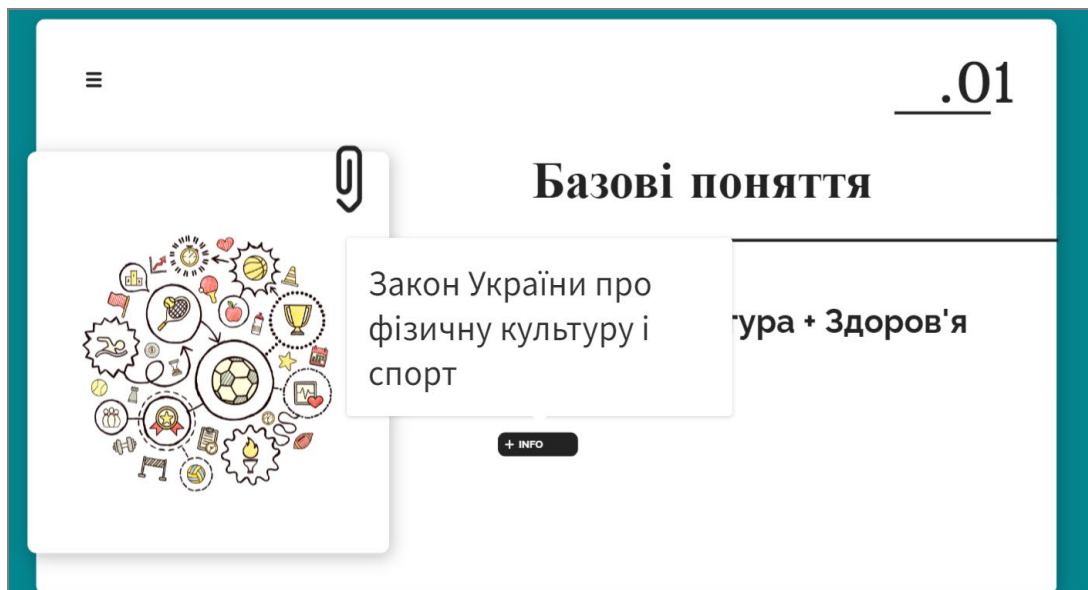 .01
Базові поняття
Закон України про
фізичну культуру і
спорт
тура + Здоров'я
+ INFO